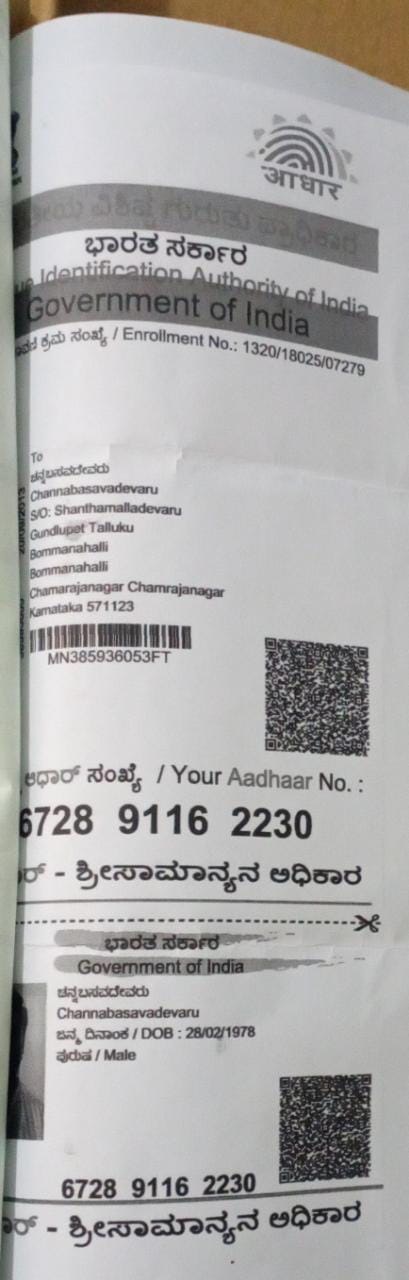 आधार
ಭಾರತ ಸರ್ಕಾರ
Identification Authority of India
Government of India
ಕ್ರಮ ಸಂಖ್ಯೆ / Enrollment No.: 1320/18025/07279
To
ಚನ್ನಬಸವದೇವರು
Channabasavadevaru
S/O: Shanthamalladevaru
Gundlupet Talluku
Bommanahalli
Bommanahalli
Chamarajanagar Chamrajanagar
Karnataka 571123
MN385936053FT
ಆಧಾರ್ ಸಂಖ್ಯೆ / Your Aadhaar No. :
6728 9116 2230
- ಶ್ರೀಸಾಮಾನ್ಯನ ಅಧಿಕಾರ
ಭಾರತ ಸರ್ಕಾರ
Government of India
ಚನ್ನಬಸವದೇವರು
Channabasavadevaru
ಜನ್ಮ ದಿನಾಂಕ / DOB : 28/02/1978
ಪುರುಷ / Male
6728 9116 2230
- ಶ್ರೀಸಾಮಾನ್ಯನ ಅಧಿಕಾರ